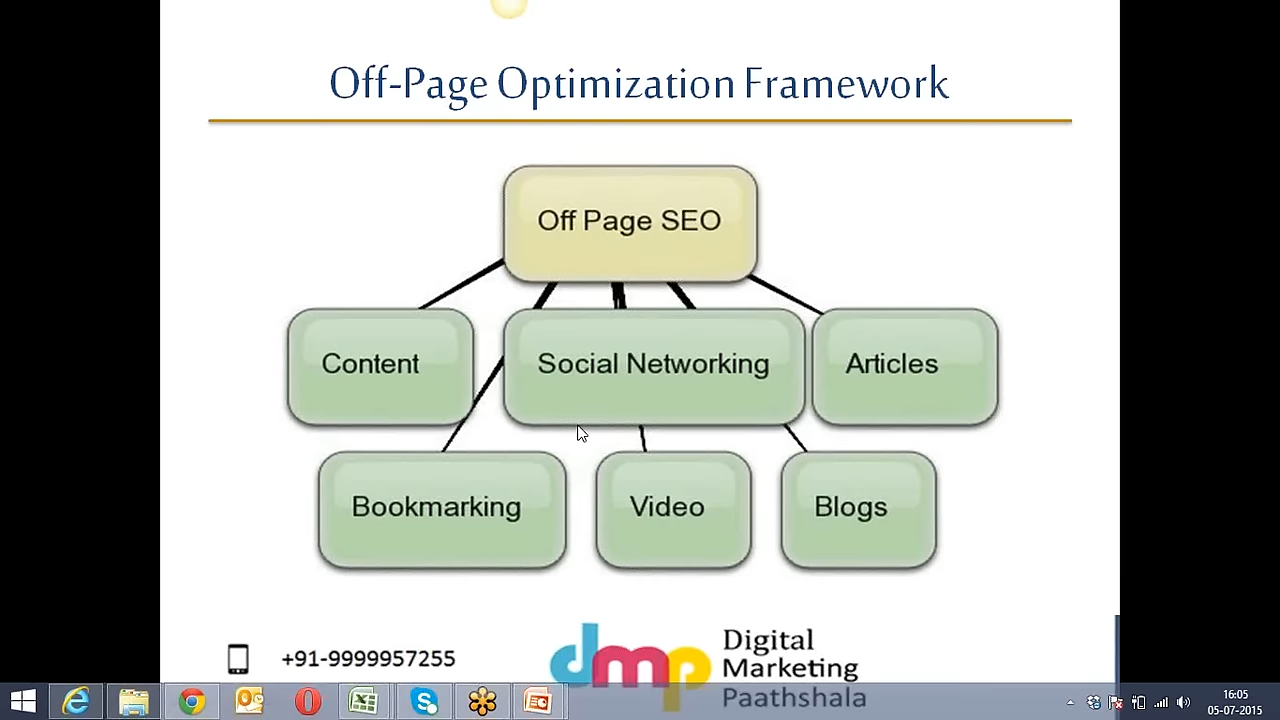 Off-Page Optimization Framework
Off Page SEO
Content
Social Networking
Articles
Bookmarking
Video
Blogs
+91-9999957255
dmp
Digital
Marketing
Paathshala
16:05
05-07-2015